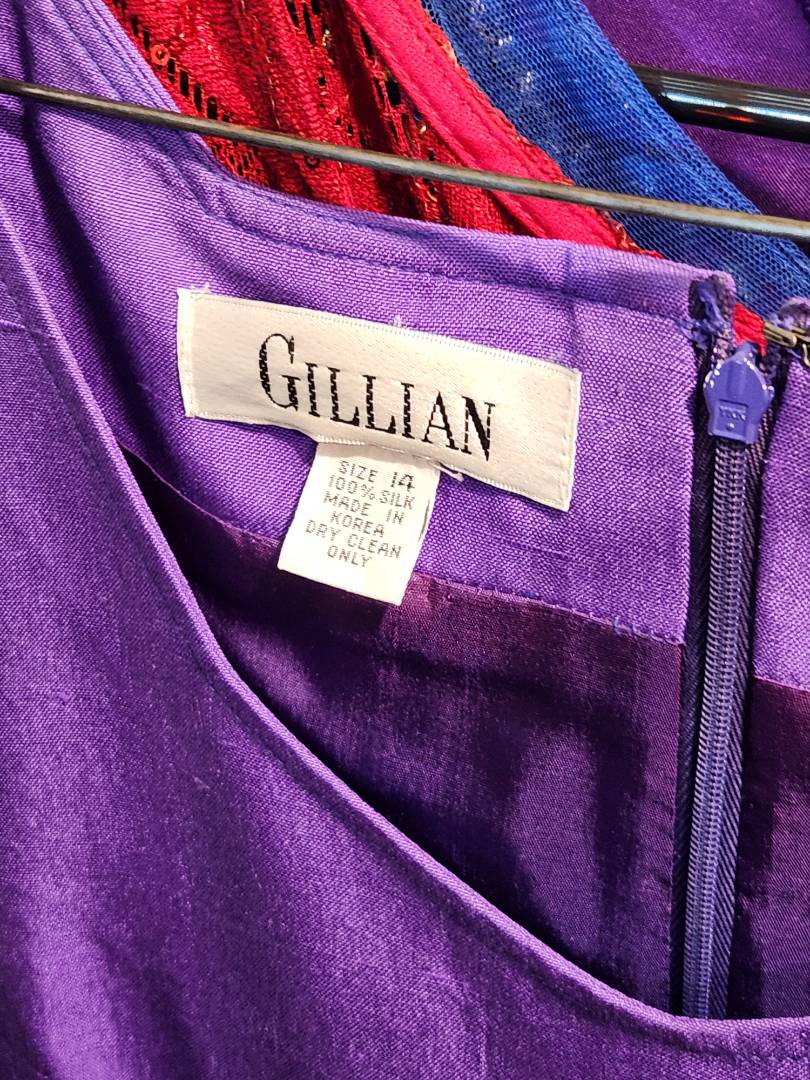 GILLIAN
SIZE 14
100% SILK
MADE IN
KOREA
DRY CLEAN
ONLY